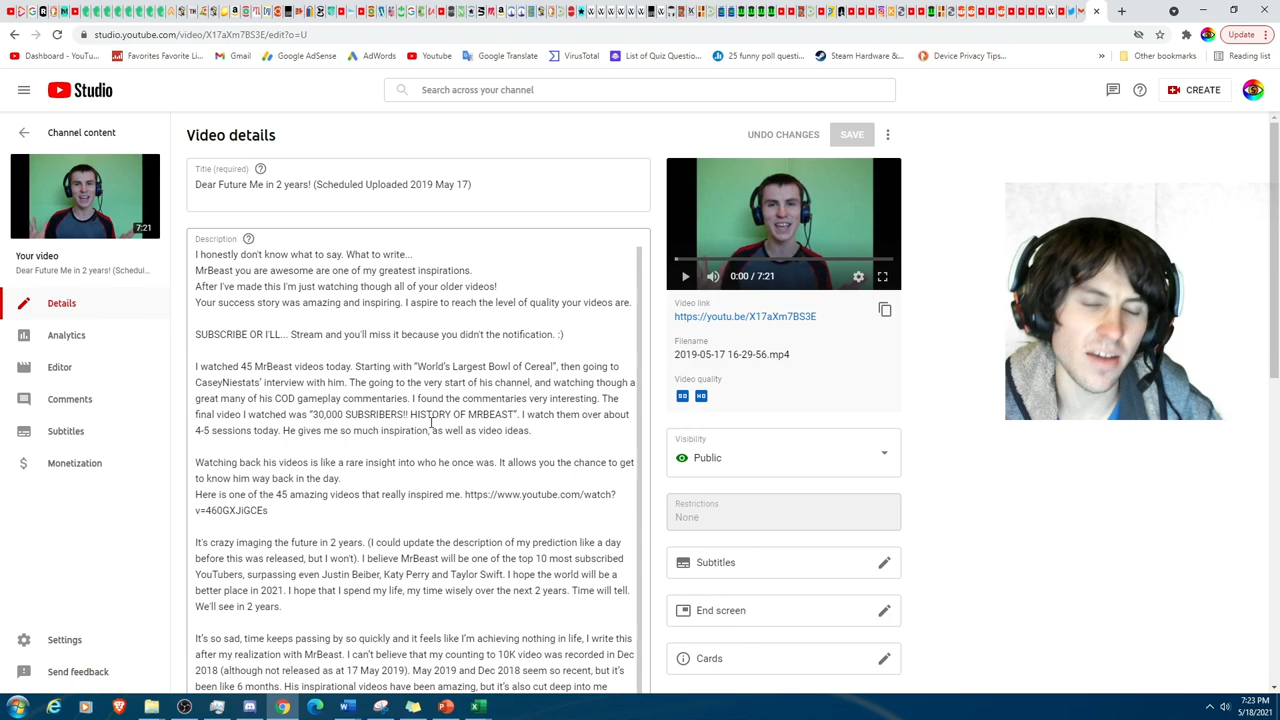 studio.youtube.com/video/X17aXm7BS3E/edit?o=U
Update
Dashboard - YouTu...
Favorites Favorite Li...
Gmail
Google AdSense
AdWords
Youtube
Google Translate
VirusTotal
List of Quiz Questio...
25 funny poll questi...
Steam Hardware &...
Device Privacy Tips...
»
Other bookmarks
Reading list
Studio
Search across your channel
CREATE
Channel content
7:21
Your video
Dear Future Me in 2 years! (Schedul...
Details
Analytics
Editor
Comments
Subtitles
Monetization
Settings
Send feedback
Video details
UNDO CHANGES
SAVE
Title (required)
Dear Future Me in 2 years! (Scheduled Uploaded 2019 May 17)
Description
I honestly don't know what to say. What to write...
MrBeast you are awesome are one of my greatest inspirations.
After I've made this I'm just watching though all of your older videos!
Your success story was amazing and inspiring. I aspire to reach the level of quality your videos are.
SUBSCRIBE OR I'LL... Stream and you'll miss it because you didn't the notification. :)
I watched 45 MrBeast videos today. Starting with “World’s Largest Bowl of Cereal”, then going to
CaseyNiestats’ interview with him. The going to the very start of his channel, and watching though a
great many of his COD gameplay commentaries. I found the commentaries very interesting. The
final video I watched was “30,000 SUBSRIBERS!! HISTORY OF MRBEAST”. I watch them over about
4-5 sessions today. He gives me so much inspiration, as well as video ideas.
Watching back his videos is like a rare insight into who he once was. It allows you the chance to get
to know him way back in the day.
Here is one of the 45 amazing videos that really inspired me. https://www.youtube.com/watch?
v=460GXJiGCEs
It's crazy imaging the future in 2 years. (I could update the description of my prediction like a day
before this was released, but I won't). I believe MrBeast will be one of the top 10 most subscribed
YouTubers, surpassing even Justin Beiber, Katy Perry and Taylor Swift. I hope the world will be a
better place in 2021. I hope that I spend my life, my time wisely over the next 2 years. Time will tell.
We'll see in 2 years.
It’s so sad, time keeps passing by so quickly and it feels like I’m achieving nothing in life, I write this
after my realization with MrBeast. I can’t believe that my counting to 10K video was recorded in Dec
2018 (although not released as at 17 May 2019). May 2019 and Dec 2018 seem so recent, but it’s
been like 6 months. His inspirational videos have been amazing, but it’s also cut deep into me
0:00 / 7:21
Video link
https://youtu.be/X17aXm7BS3E
Filename
2019-05-17 16-29-56.mp4
Video quality
SD HD
Visibility
Public
Restrictions
None
Subtitles
End screen
Cards
7:23 PM
5/18/2021